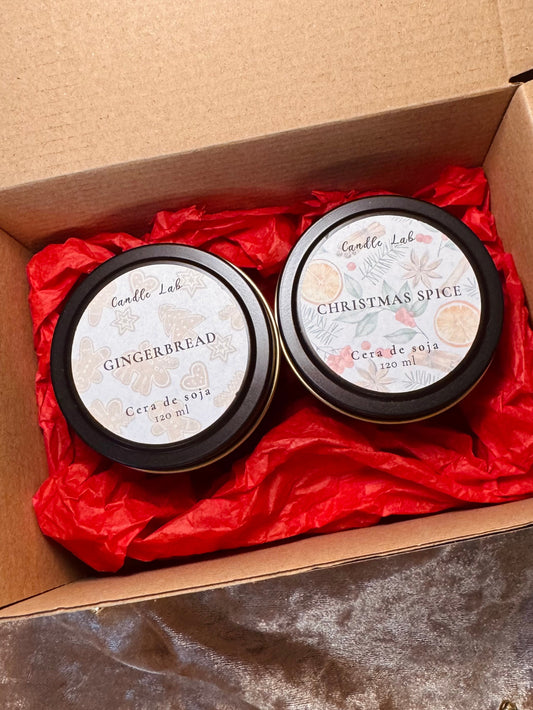 Candle Lab
GINGERBREAD
Cera de soja
120 ml
Candle Lab
CHRISTMAS SPICE
Cera de soja
120 ml